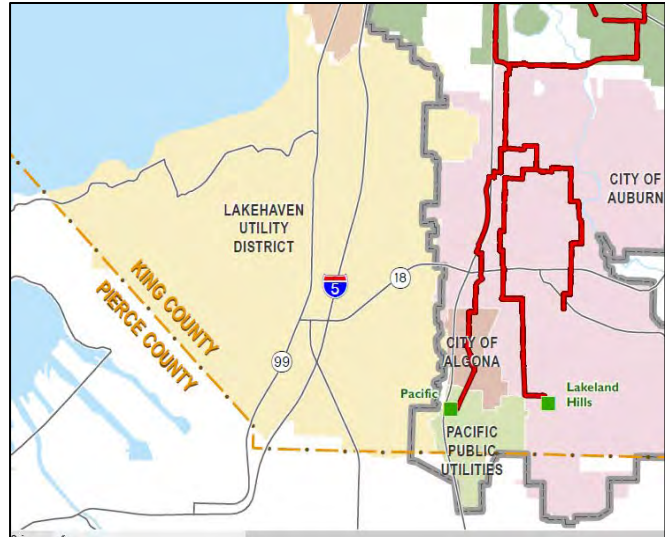 CITY OF
AUBURN
LAKEHAVEN
UTILITY
DISTRICT
KING COUNTY
PIERCE COUNTY
5
18
99
CITY OF
ALGONA
Pacific
Lakeland
Hills
PACIFIC
PUBLIC
UTILITIES